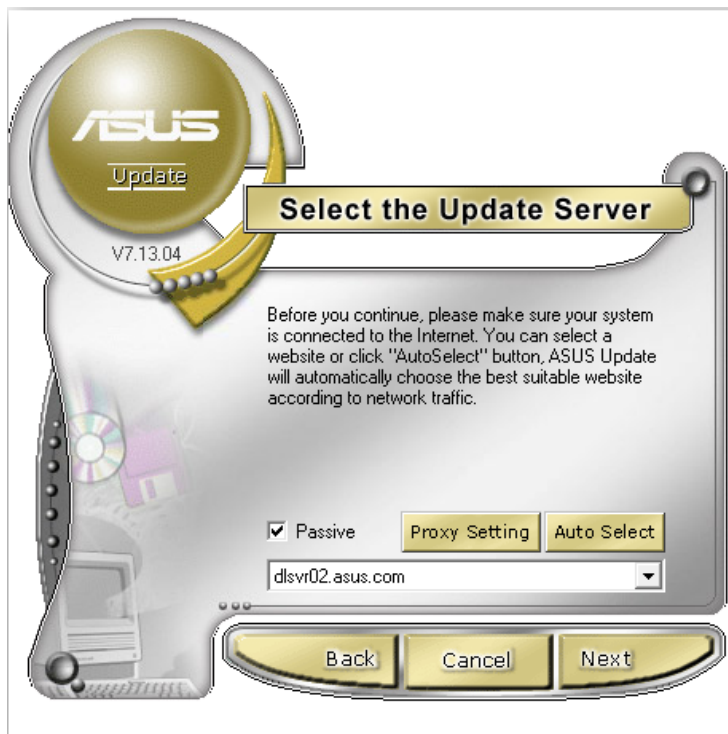 ASUS
Update
V7.13.04
Select the Update Server
Before you continue, please make sure your system
is connected to the Internet. You can select a
website or click "AutoSelect" button, ASUS Update
will automatically choose the best suitable website
according to network traffic.
Passive Proxy Setting Auto Select
dlsvr02.asus.com
Back Cancel Next